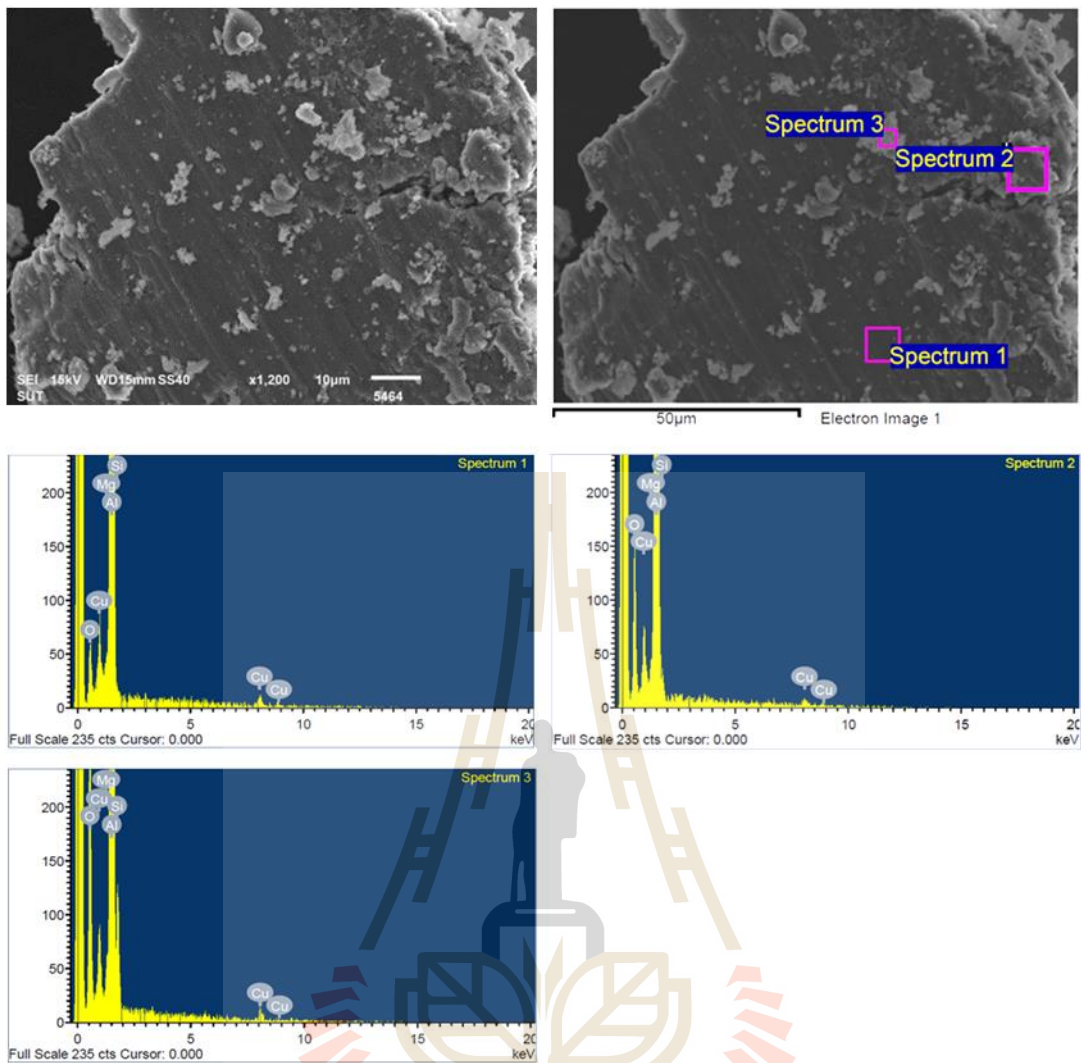 SEI 15kV WD15mm SS40 x1,200 10µm
SUT 5464
Spectrum 3
Spectrum 2
Spectrum 1
50µm Electron Image 1
Spectrum 1
Si
Mg
Al
Cu
O
Cu
Cu
200
150
100
50
0
0 5 10 15 20
Full Scale 235 cts Cursor: 0.000 keV
Spectrum 2
Si
Mg
Al
O
Cu
Cu
Cu
200
150
100
50
0
0 5 10 15 20
Full Scale 235 cts Cursor: 0.000 keV
Spectrum 3
Mg
Cu
Si
O
Al
Cu
Cu
200
150
100
50
0
0 5 10 15 20
Full Scale 235 cts Cursor: 0.000 keV